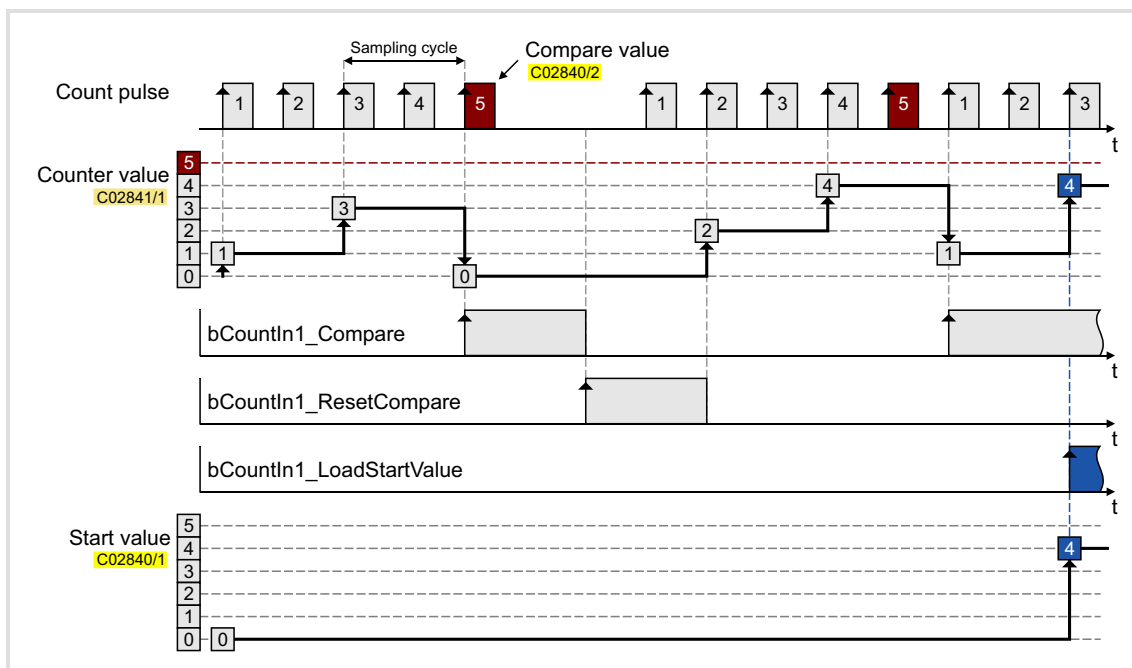 Sampling cycle
Compare value
C02840/2
Count pulse
1 2 3 4 5 1 2 3 4 5 1 2 3
t
Counter value
C02841/1
5
4
3
2
1
0
1 3 0 2 4 1 4
bCountIn1_Compare
t
bCountIn1_ResetCompare
t
bCountIn1_LoadStartValue
t
Start value
C02840/1
5
4
3
2
1
0
0 4